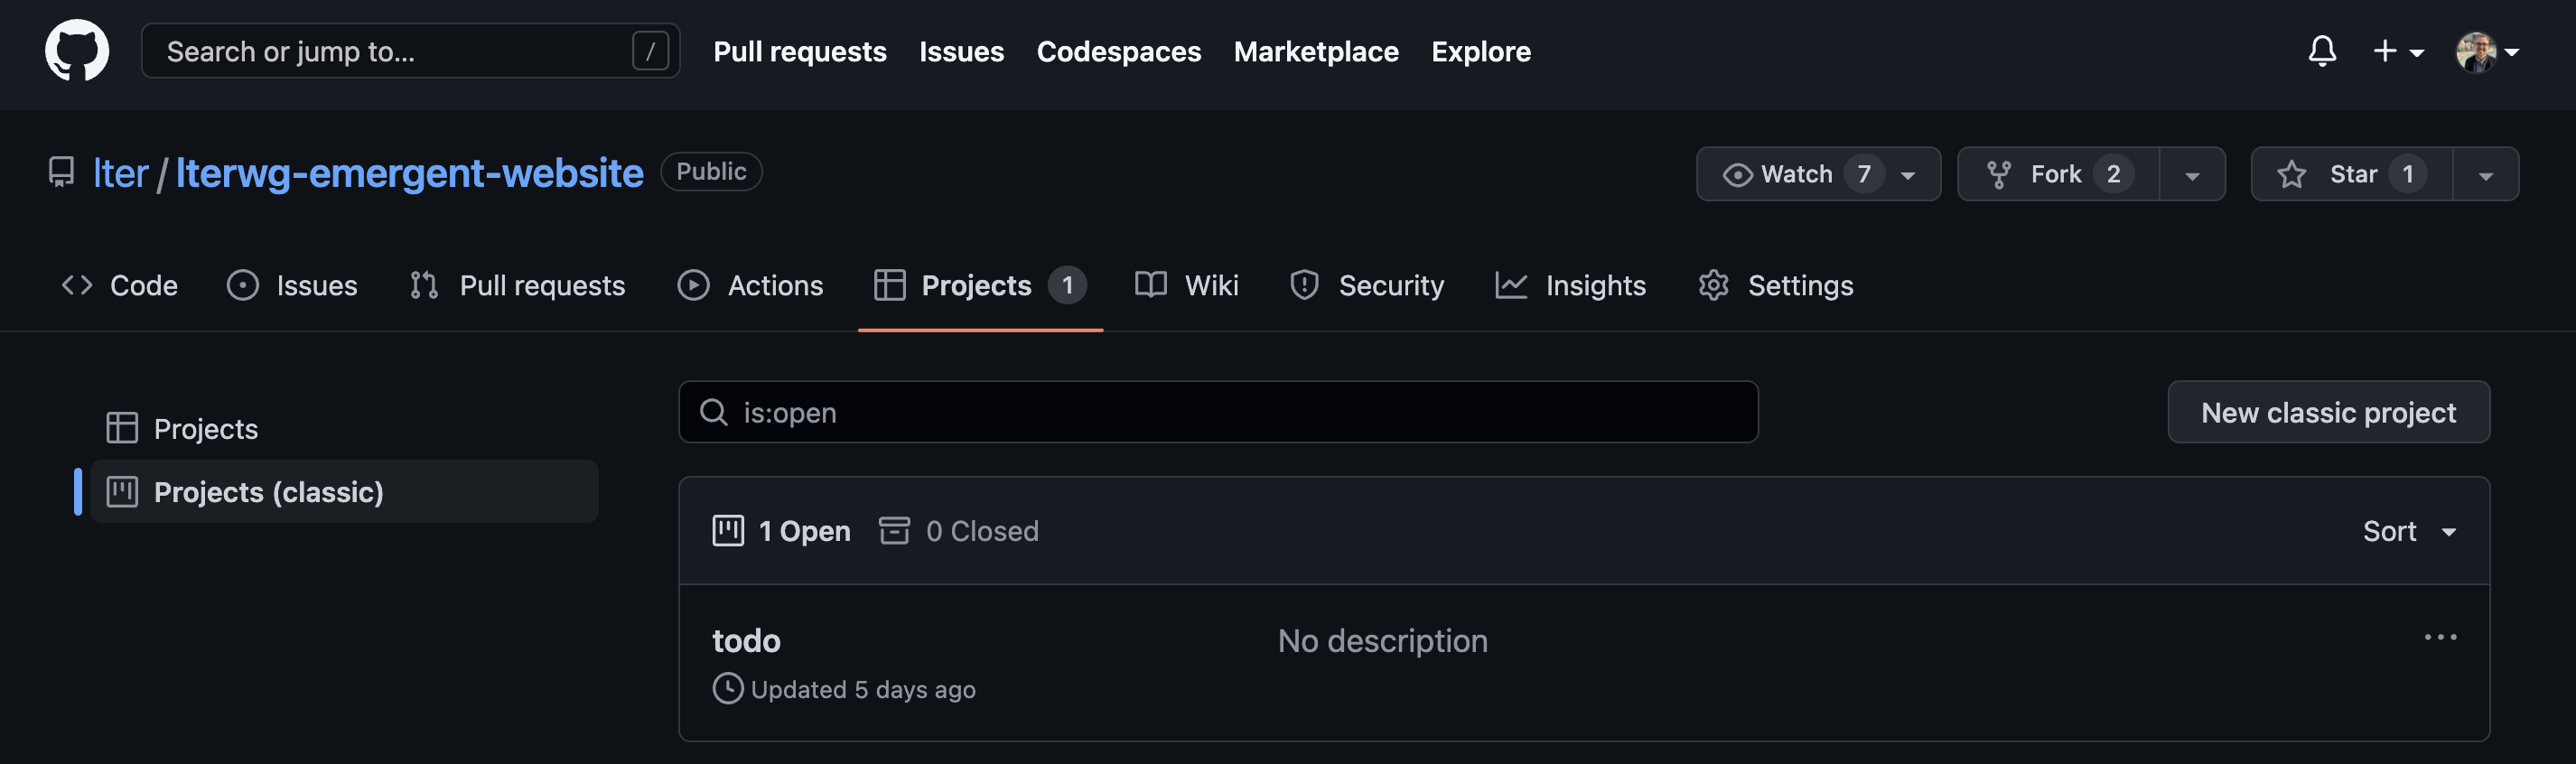 Search or jump to... / Pull requests Issues Codespaces Marketplace Explore
lter / lterwg-emergent-website Public Watch 7 Fork 2 Star 1
Code Issues Pull requests Actions Projects 1 Wiki Security Insights Settings
Projects
Projects (classic)
is:open New classic project
1 Open 0 Closed Sort
todo No description
Updated 5 days ago